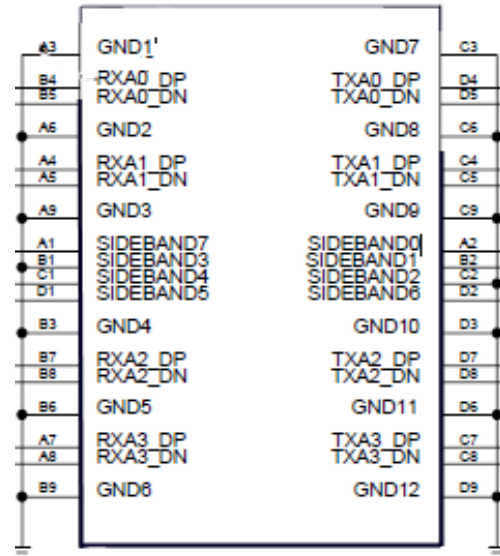 A3 GND1' GND7 C3
B4 RXA0_DP TXA0_DP D4
B5 RXA0_DN TXA0_DN D5
A6 GND2 GND8 C6
A4 RXA1_DP TXA1_DP C4
A5 RXA1_DN TXA1_DN C5
A9 GND3 GND9 C9
A1 SIDEBAND7 SIDEBAND0 A2
B1 SIDEBAND3 SIDEBAND1 B2
C1 SIDEBAND4 SIDEBAND2 C2
D1 SIDEBAND5 SIDEBAND6 D2
B3 GND4 GND10 D3
B7 RXA2_DP TXA2_DP D7
B8 RXA2_DN TXA2_DN D8
B6 GND5 GND11 D6
A7 RXA3_DP TXA3_DP C7
A8 RXA3_DN TXA3_DN C8
B9 GND6 GND12 D9